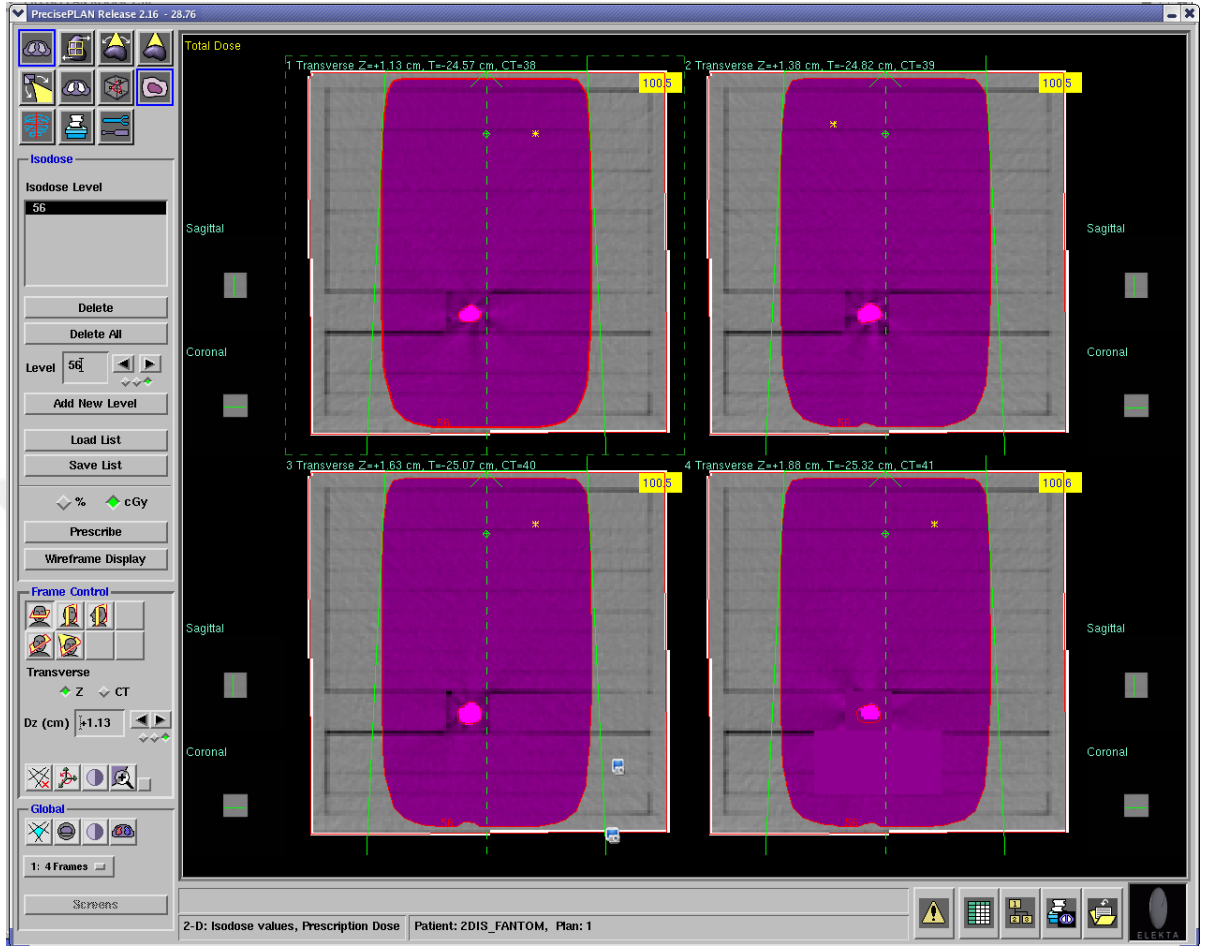 PrecisePLAN Release 2.16 - 28.76
Total Dose
1 Transverse Z=+1.13 cm, T=-24.57 cm, CT=38
100.5
2 Transverse Z=+1.38 cm, T=-24.82 cm, CT=39
100.5
Isodose
Isodose Level
56
Sagittal
Sagittal
Delete
Delete All
Level 56
Coronal
Coronal
Add New Level
Load List
Save List
56
56
3 Transverse Z=+1.63 cm, T=-25.07 cm, CT=40
100.5
4 Transverse Z=+1.88 cm, T=-25.32 cm, CT=41
100.6
% cGy
Prescribe
Wireframe Display
Frame Control
Sagittal
Sagittal
Transverse
Z CT
Dz (cm) +1.13
Coronal
Coronal
Global
56
56
1: 4 Frames
Screens
2-D: Isodose values, Prescription Dose
Patient: 2DIS_FANTOM, Plan: 1
ELEKTA